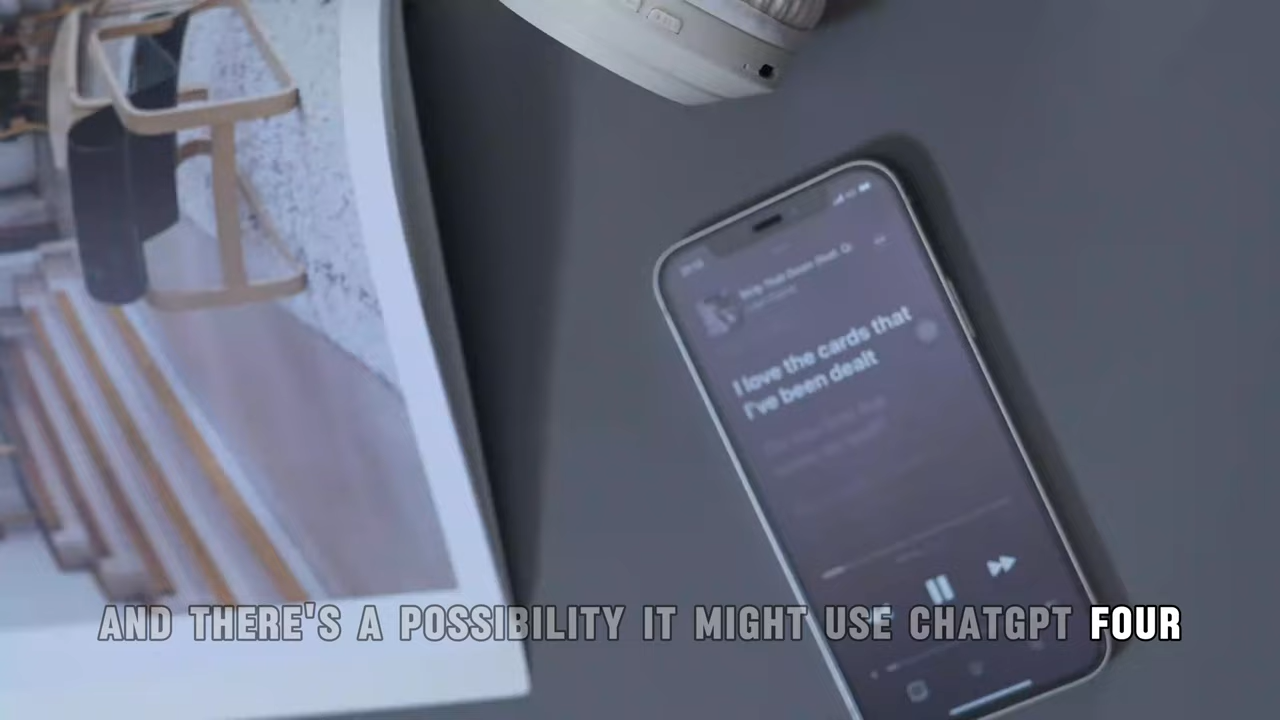 I love the cards that
I've been dealt
AND THERE'S A POSSIBILITY IT MIGHT USE CHATGPT FOUR